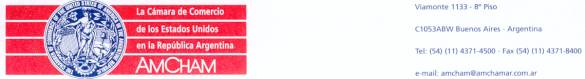 La Cámara de Comercio
de los Estados Unidos
en la República Argentina
AMCHAM
Viamonte 1133 - 8° Piso
C1053ABW Buenos Aires - Argentina
Tel: (54) (11) 4371-4500 - Fax (54) (11) 4371-8400
e-mail: amcham@amchamar.com.ar